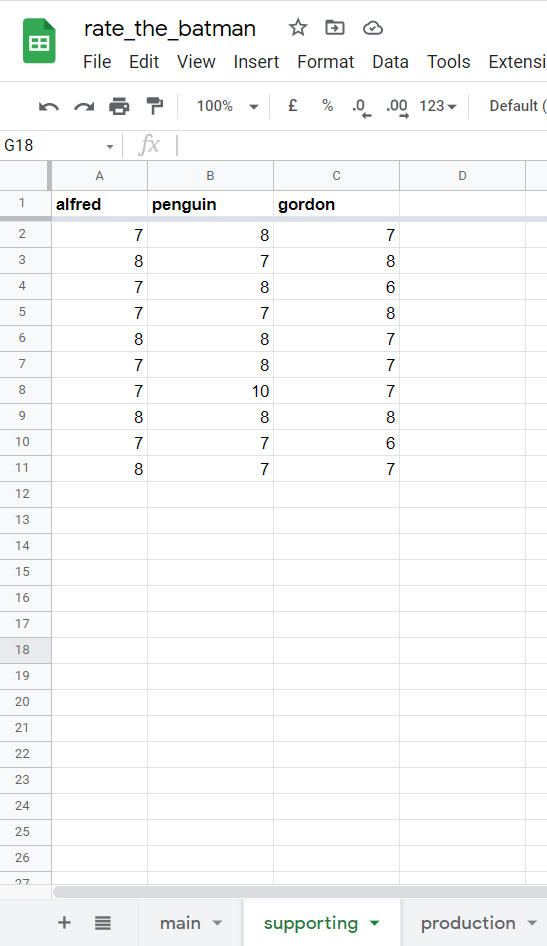 rate_the_batman
File Edit View Insert Format Data Tools Extensi
100% £ % .0 .00 123 Default (
G18 fx
A B C D
1 alfred penguin gordon
2 7 8 7
3 8 7 8
4 7 8 6
5 7 7 8
6 8 8 7
7 7 8 7
8 7 10 7
9 8 8 8
10 7 7 6
11 8 7 7
12
13
14
15
16
17
18
19
20
21
22
23
24
25
26
27
main supporting production